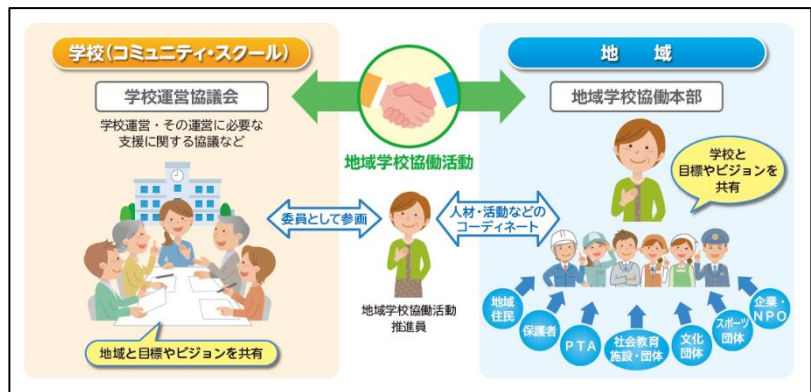 学校(コミュニティ・スクール)
学校運営協議会
学校運営・その運営に必要な
支援に関する協議など
地域と目標やビジョンを共有
地域学校協働活動
委員として参画
地域学校協働活動
推進員
人材・活動などの
コーディネート
地域
地域学校協働本部
学校と
目標やビジョンを
共有
地域
住民
保護者
PTA
社会教育
施設・団体
文化
団体
スポーツ
団体
企業・
NPO